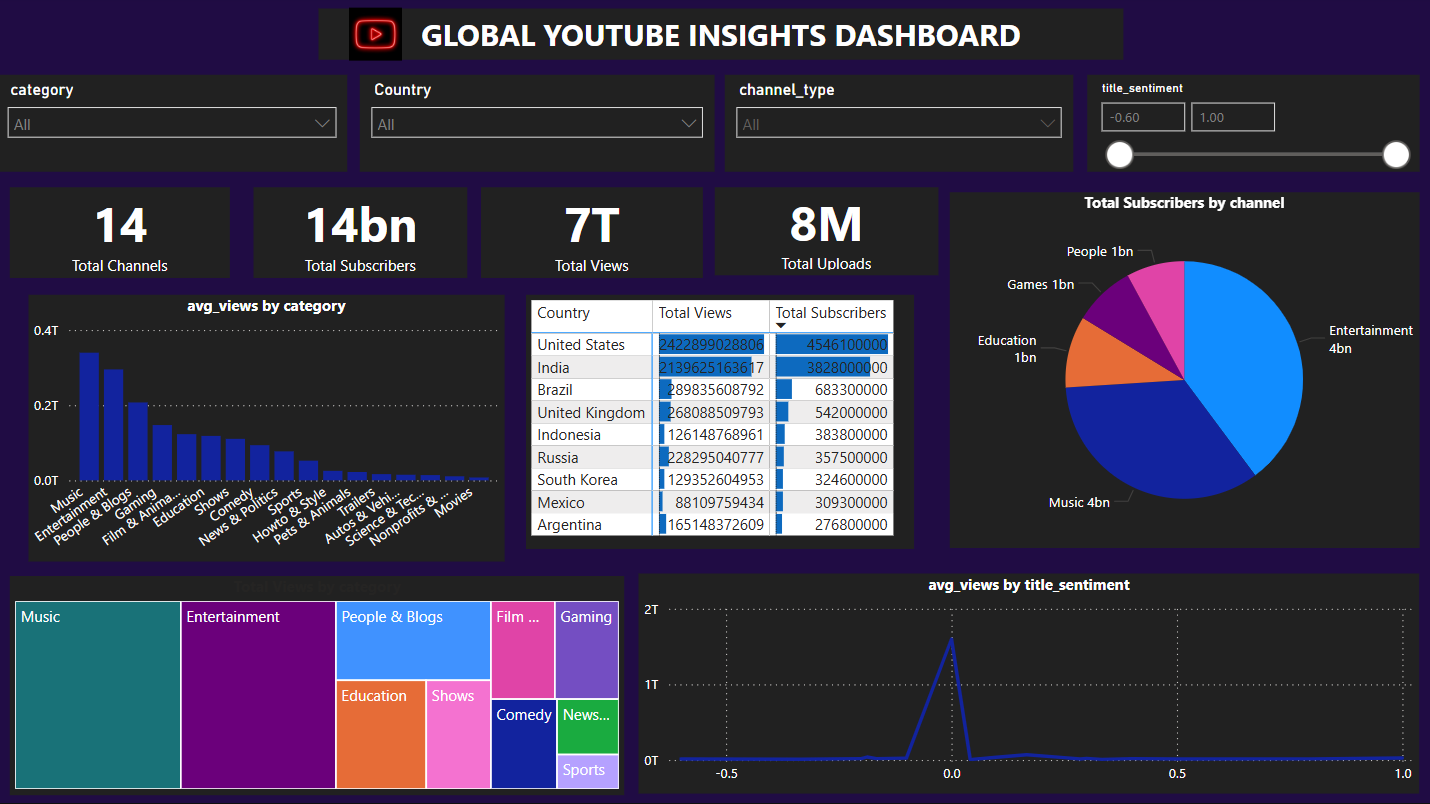 GLOBAL YOUTUBE INSIGHTS DASHBOARD
category
All
Country
All
channel_type
All
title_sentiment
-0.60 1.00
14
Total Channels
14bn
Total Subscribers
7T
Total Views
8M
Total Uploads
Total Subscribers by channel
People 1bn
Games 1bn
Education
1bn
Music 4bn
Entertainment
4bn
avg_views by category
0.4T
0.2T
0.0T
Music
Entertainment
People & Blogs
Gaming
Film & Anima...
Education
Shows
Comedy
News & Politics
Sports
Howto & Style
Pets & Animals
Trailers
Autos & Vehi...
Science & Tec...
Nonprofits & ...
Movies
Country Total Views Total Subscribers
United States 2422899028806 4546100000
India 2139625163617 3828000000
Brazil 289835608792 683300000
United Kingdom 268088509793 542000000
Indonesia 126148768961 383800000
Russia 228295040777 357500000
South Korea 129352604953 324600000
Mexico 88109759434 309300000
Argentina 165148372609 276800000
Total Views by category
Music
Entertainment
People & Blogs
Education
Shows
Film ...
Gaming
Comedy
News...
Sports
avg_views by title_sentiment
2T
1T
0T
-0.5 0.0 0.5 1.0